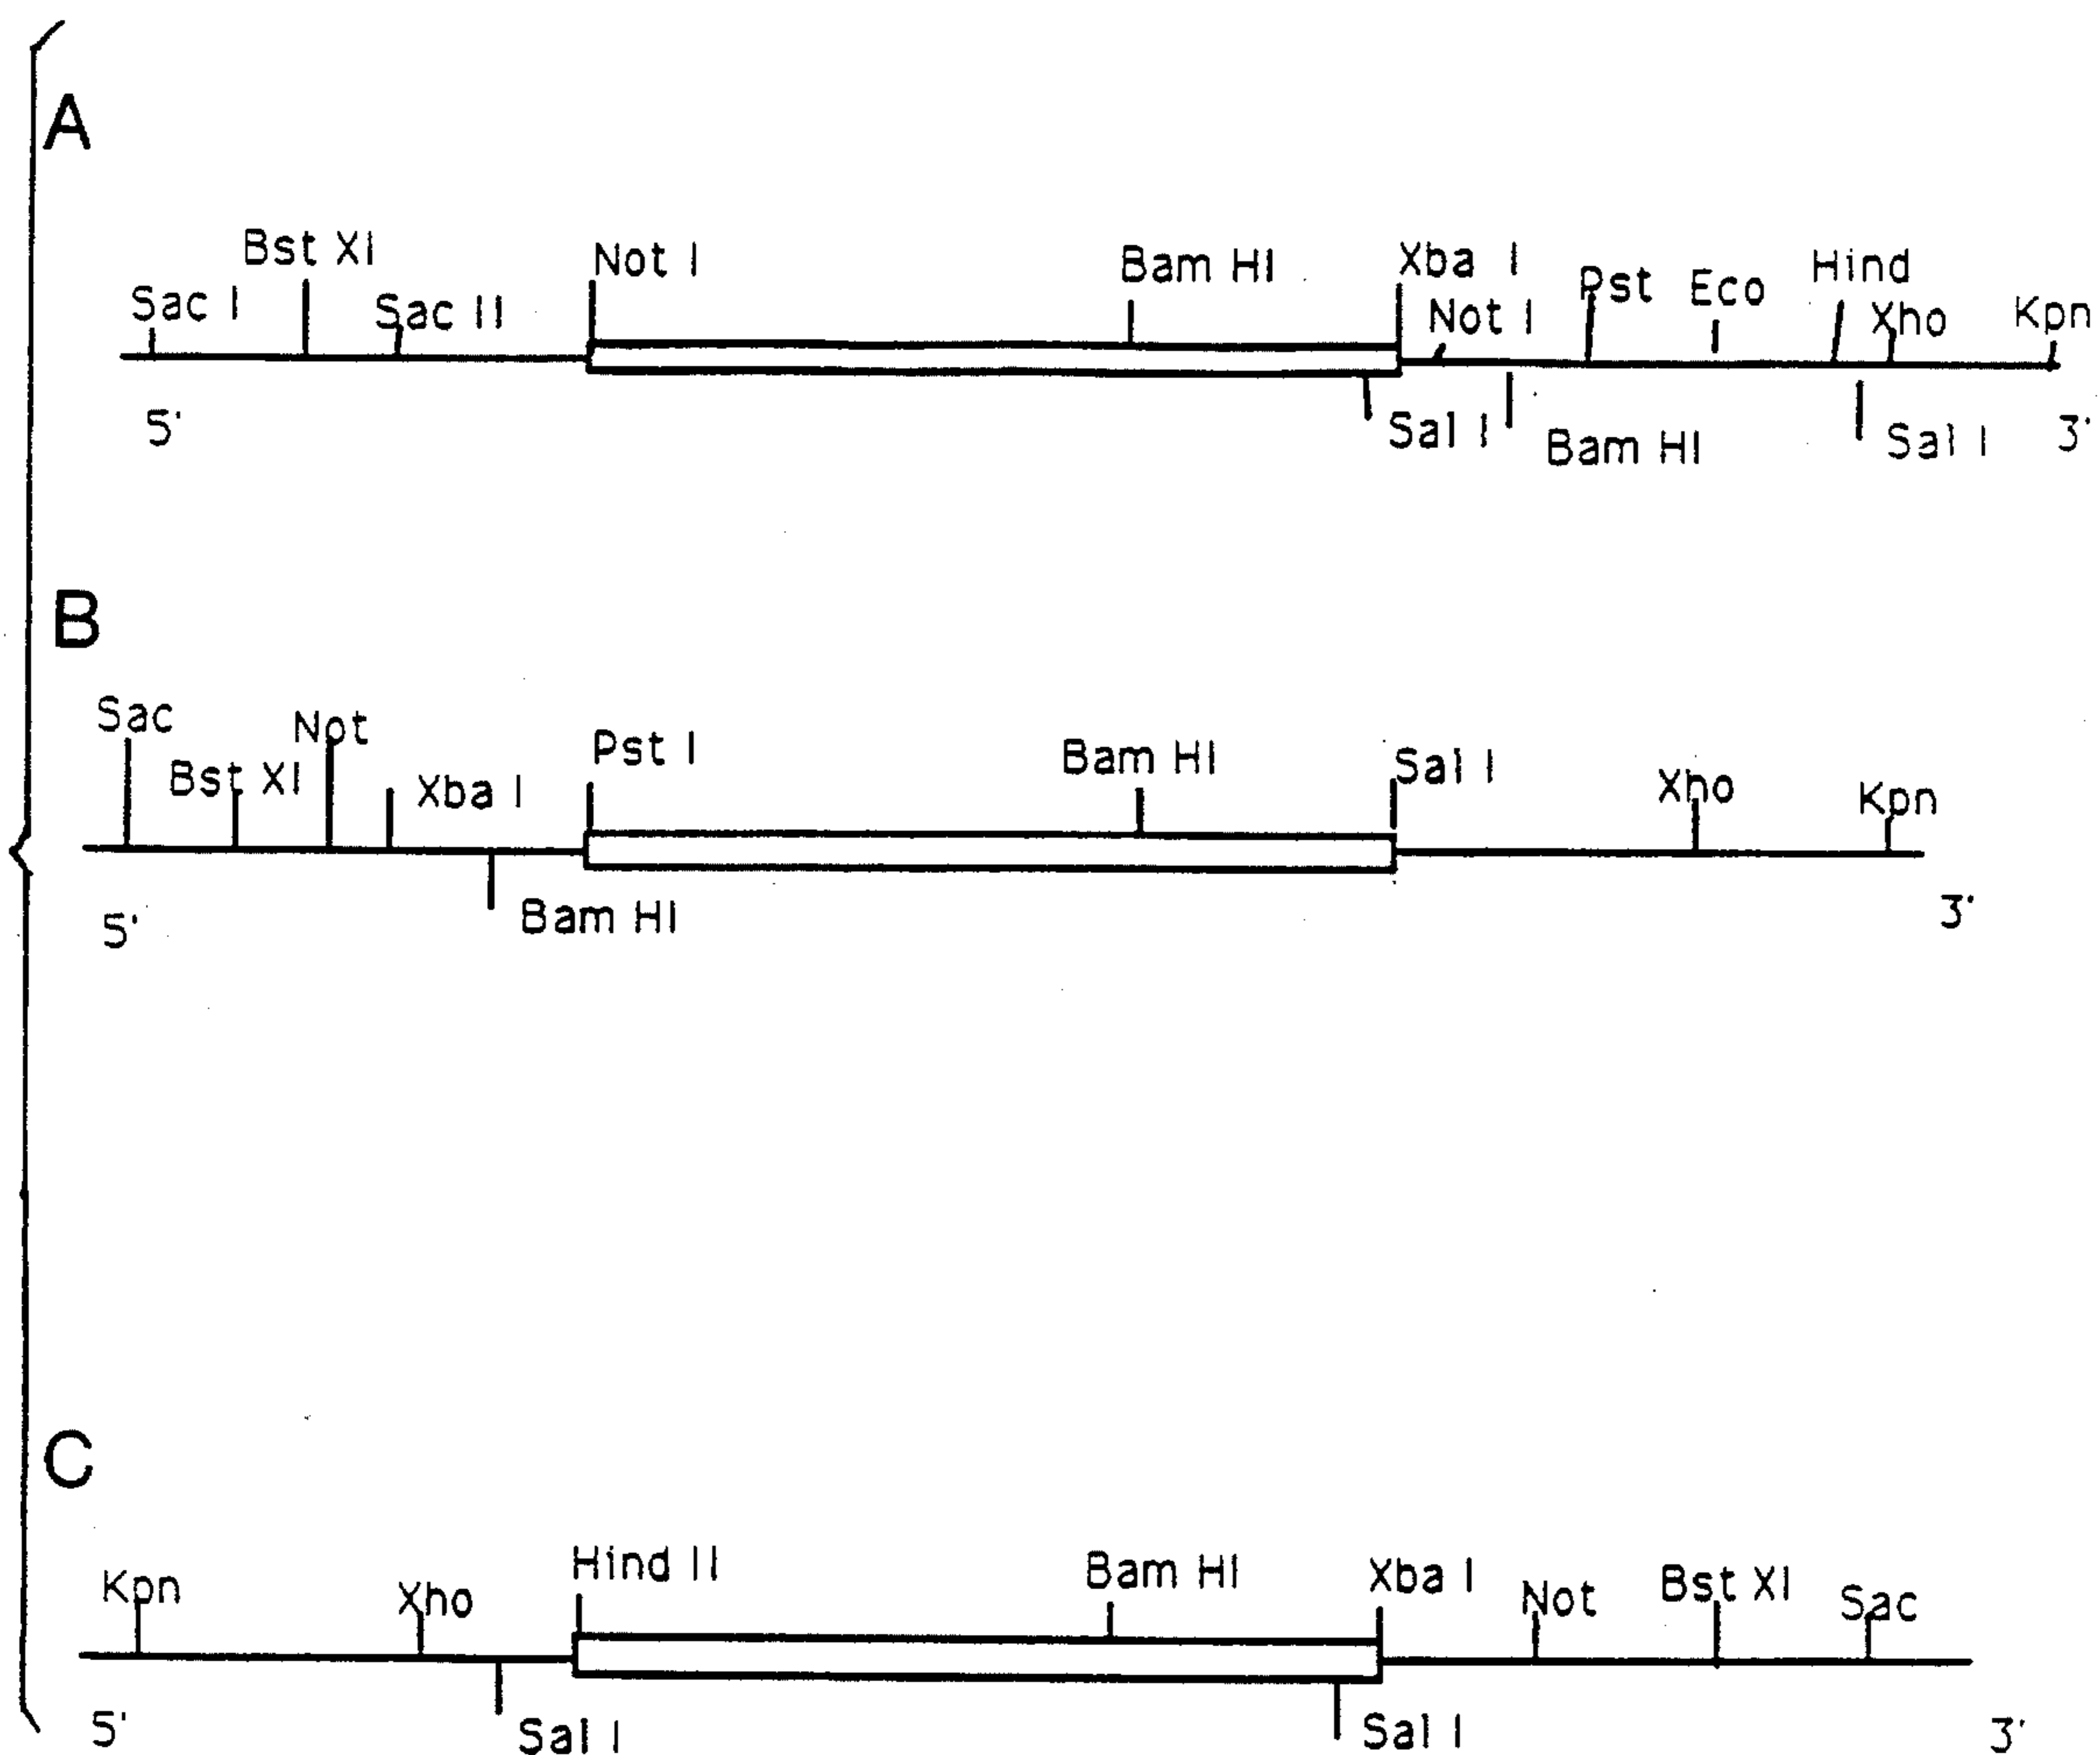 A
Bst XI
Not I
Bam HI
Xba I
Hind
Sac I
Sac II
Not I
Pst
Eco
Xho
Kpn
5'
Sal I
Bam HI
Sal I
3'
B
Sac
Not
Pst I
Bam HI
Sal I
Bst XI
Xba I
Xho
Kpn
5'
Bam HI
3'
C
Kpn
Xho
Hind II
Bam HI
Xba I
Not
Bst XI
Sac
5'
Sal I
Sal I
3'